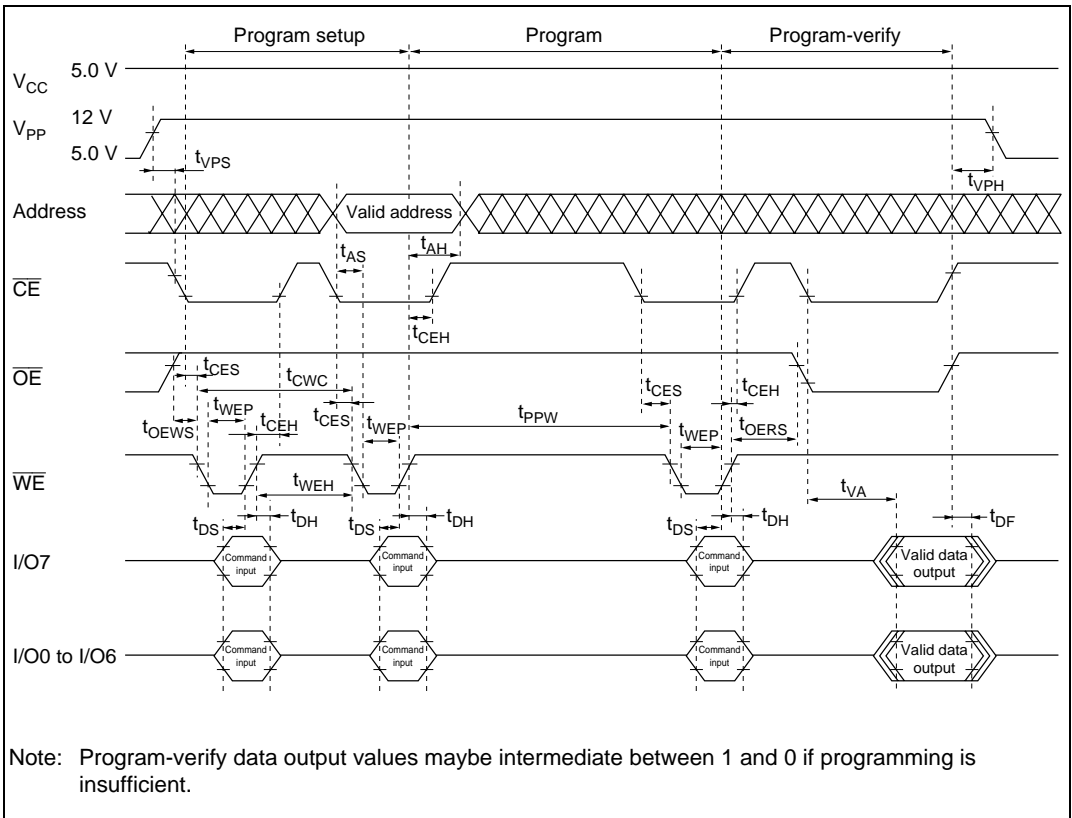 Program setup Program Program-verify
VCC 5.0 V
VPP 12 V
5.0 V
tVPS
tVPH
Address Valid address
tAS tAH
CE
tCEH
OE
tCES tCWC tCES tCEH
tOEWS tWEP tCEH tCES tWEP tPPW tWEP tOERS
WE
tWEH tVA
tDS tDH tDS tDH tDS tDH tDF
I/O7
Command input
Command input
Command input
Valid data output
I/O0 to I/O6
Command input
Command input
Command input
Valid data output
Note: Program-verify data output values maybe intermediate between 1 and 0 if programming is
insufficient.